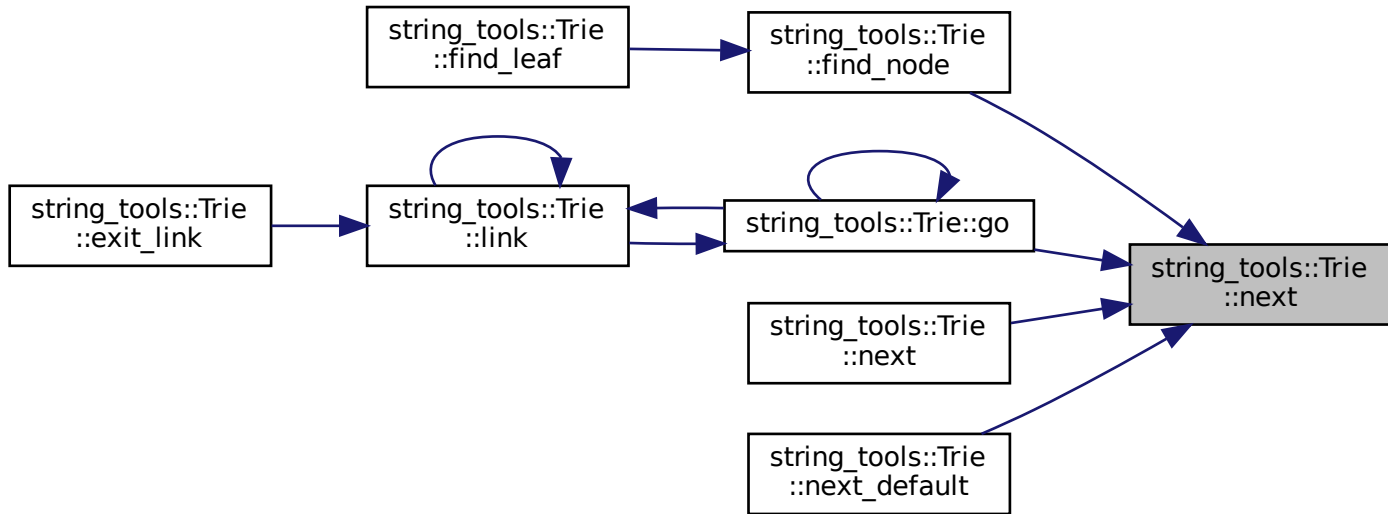 string_tools::Trie
::find_leaf
string_tools::Trie
::find_node
string_tools::Trie
::exit_link
string_tools::Trie
::link
string_tools::Trie::go
string_tools::Trie
::next
string_tools::Trie
::next
string_tools::Trie
::next_default